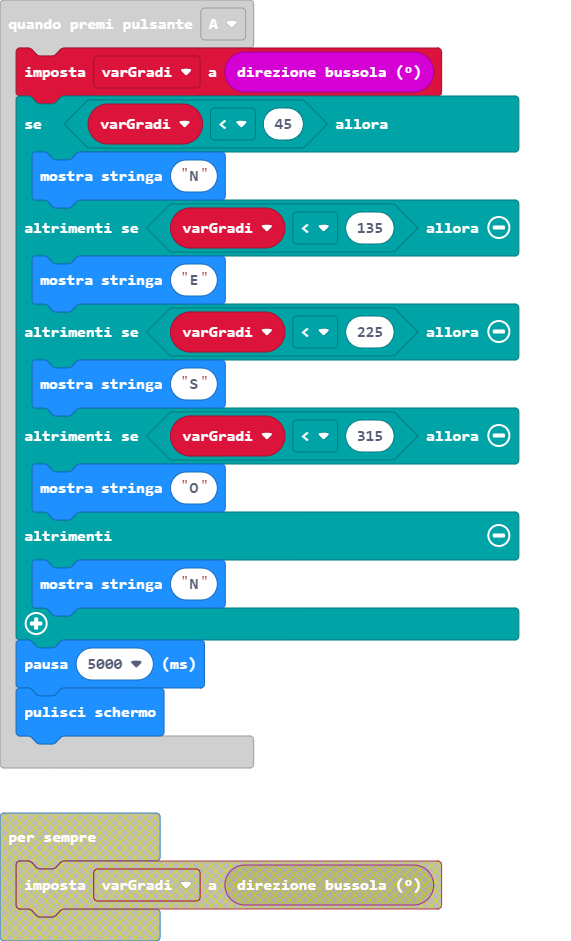 quando premi pulsante A
imposta varGradi a direzione bussola (º)
se varGradi < 45 allora
mostra stringa "N"
altrimenti se varGradi < 135 allora
mostra stringa "E"
altrimenti se varGradi < 225 allora
mostra stringa "S"
altrimenti se varGradi < 315 allora
mostra stringa "O"
altrimenti
mostra stringa "N"
pausa 5000 (ms)
pulisci schermo
per sempre
imposta varGradi a direzione bussola (º)